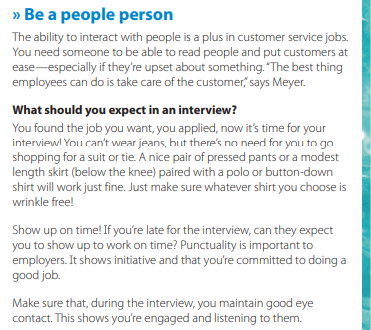 » Be a people person
The ability to interact with people is a plus in customer service jobs.
You need someone to be able to read people and put customers at
ease—especially if they’re upset about something. “The best thing
employees can do is take care of the customer,” says Meyer.
What should you expect in an interview?
You found the job you want, you applied, now it’s time for your
interview! You can’t wear jeans, but there’s no need for you to go
shopping for a suit or tie. A nice pair of pressed pants or a modest
length skirt (below the knee) paired with a polo or button-down
shirt will work just fine. Just make sure whatever shirt you choose is
wrinkle free!
Show up on time! If you’re late for the interview, can they expect
you to show up to work on time? Punctuality is important to
employers. It shows initiative and that you’re committed to doing a
good job.
Make sure that, during the interview, you maintain good eye
contact. This shows you’re engaged and listening to them.